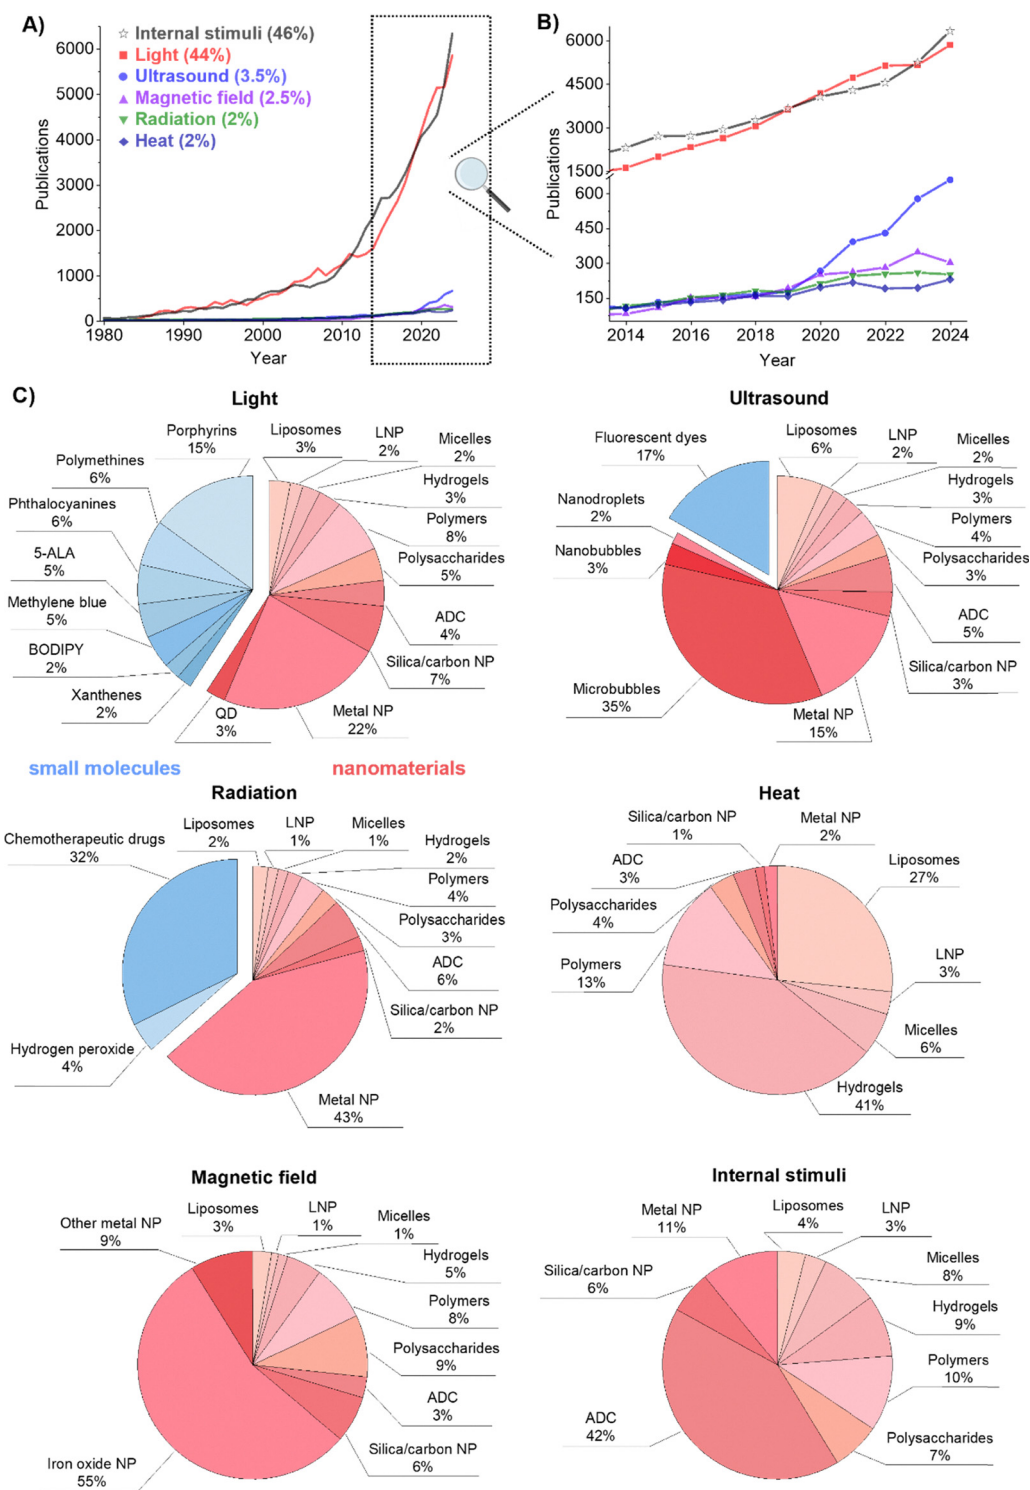 A)
Internal stimuli (46%)
Light (44%)
Ultrasound (3.5%)
Magnetic field (2.5%)
Radiation (2%)
Heat (2%)
Publications
6000
5000
4000
3000
2000
1000
0
1980
1990
2000
2010
2020
Year
B)
Publications
6000
4500
3000
1500
600
450
300
150
2014
2016
2018
2020
2022
2024
Year
C)
Light
Porphyrins
15%
Liposomes
3%
LNP
2%
Micelles
2%
Hydrogels
3%
Polymers
8%
Polysaccharides
5%
ADC
4%
Silica/carbon NP
7%
Metal NP
22%
QD
3%
Xanthenes
2%
BODIPY
2%
Methylene blue
5%
5-ALA
5%
Phthalocyanines
6%
Polymethines
6%
Ultrasound
Fluorescent dyes
17%
Liposomes
6%
LNP
2%
Micelles
2%
Hydrogels
3%
Polymers
4%
Polysaccharides
3%
ADC
5%
Silica/carbon NP
3%
Metal NP
15%
Microbubbles
35%
Nanobubbles
3%
Nanodroplets
2%
small molecules
nanomaterials
Radiation
Chemotherapeutic drugs
32%
Liposomes
2%
LNP
1%
Micelles
1%
Hydrogels
2%
Polymers
4%
Polysaccharides
3%
ADC
6%
Silica/carbon NP
2%
Metal NP
43%
Hydrogen peroxide
4%
Heat
Silica/carbon NP
1%
Metal NP
2%
Liposomes
27%
LNP
3%
Micelles
6%
Hydrogels
41%
Polymers
13%
Polysaccharides
4%
ADC
3%
Magnetic field
Other metal NP
9%
Liposomes
3%
LNP
1%
Micelles
1%
Hydrogels
5%
Polymers
8%
Polysaccharides
9%
ADC
3%
Silica/carbon NP
6%
Iron oxide NP
55%
Internal stimuli
Metal NP
11%
Liposomes
4%
LNP
3%
Micelles
8%
Hydrogels
9%
Polymers
10%
Polysaccharides
7%
ADC
42%
Silica/carbon NP
6%